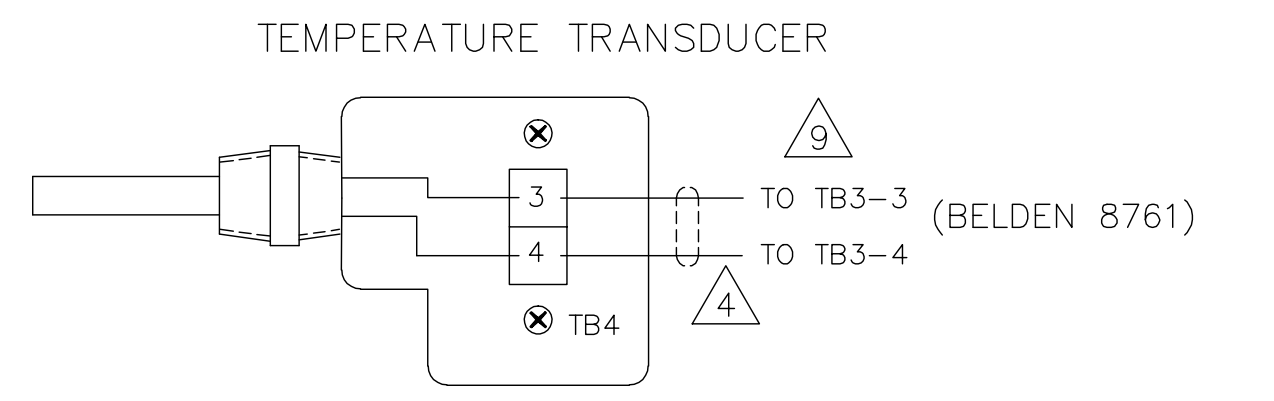 TEMPERATURE TRANSDUCER
9
3
TO TB3-3
(BELDEN 8761)
4
TO TB3-4
4
TB4